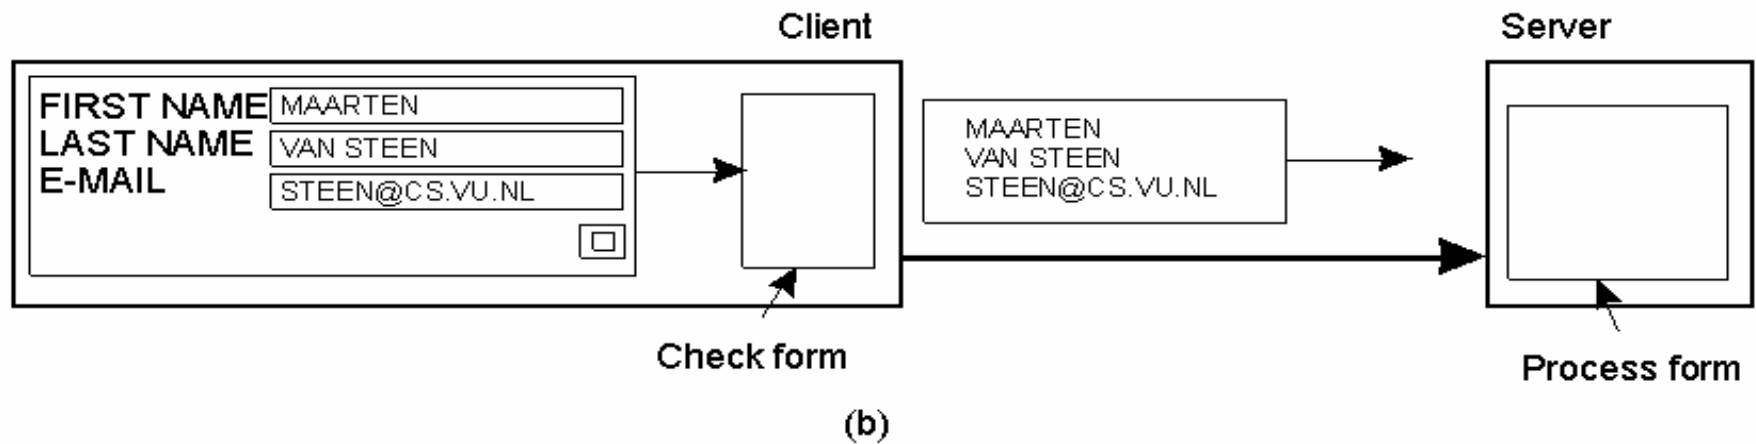 Client
Server
FIRST NAME MAARTEN
LAST NAME VAN STEEN
E-MAIL STEEN@CS.VU.NL
MAARTEN
VAN STEEN
STEEN@CS.VU.NL
Check form
Process form
(b)